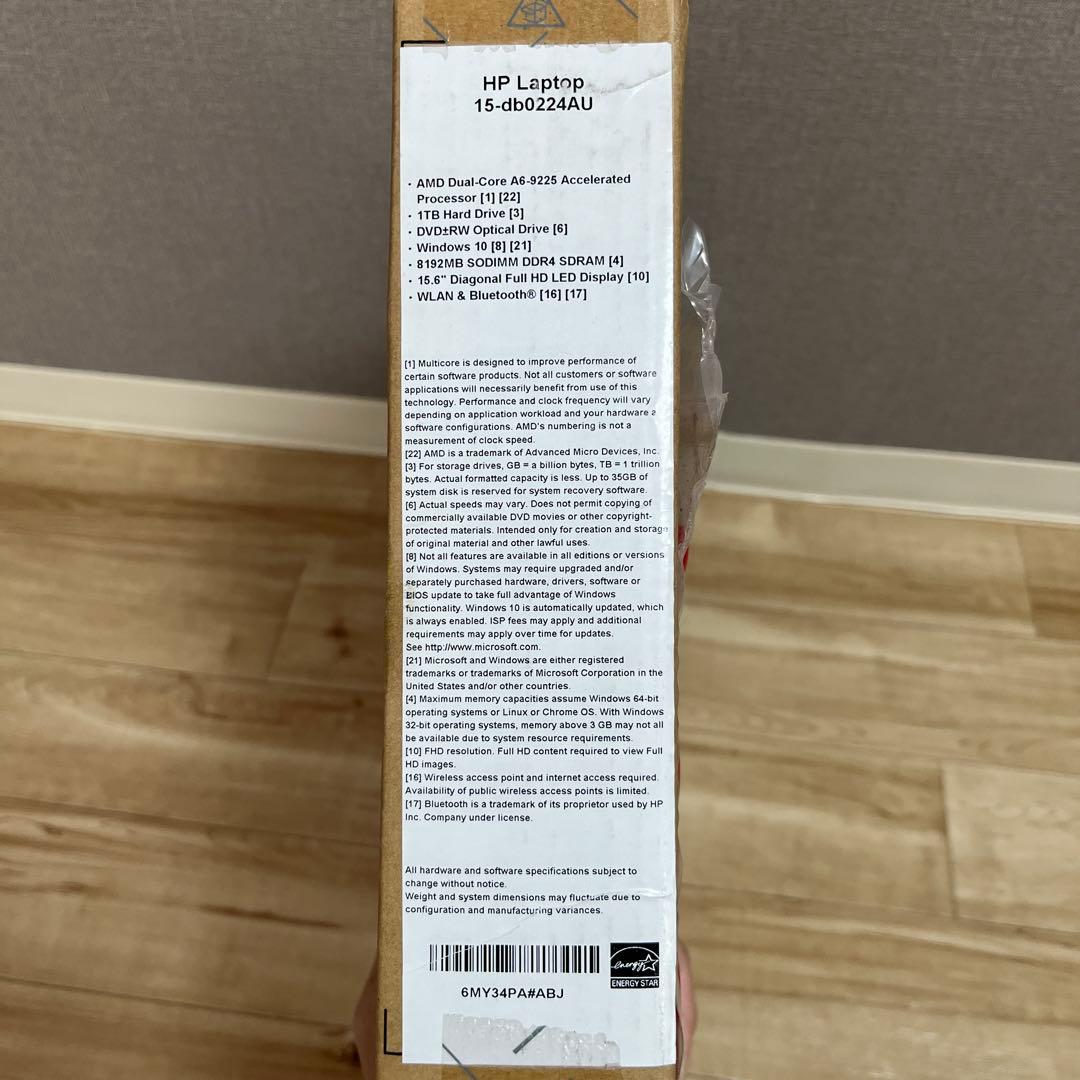 HP Laptop
15-db0224AU
· AMD Dual-Core A6-9225 Accelerated
Processor [1] [22]
· 1TB Hard Drive [3]
· DVD±RW Optical Drive [6]
· Windows 10 [8] [21]
· 8192MB SODIMM DDR4 SDRAM [4]
· 15.6" Diagonal Full HD LED Display [10]
· WLAN & Bluetooth® [16] [17]
[1] Multicore is designed to improve performance of
certain software products. Not all customers or software
applications will necessarily benefit from use of this
technology. Performance and clock frequency will vary
depending on application workload and your hardware a
software configurations. AMD's numbering is not a
measurement of clock speed.
[22] AMD is a trademark of Advanced Micro Devices, Inc.
[3] For storage drives, GB = a billion bytes, TB = 1 trillion
bytes. Actual formatted capacity is less. Up to 35GB of
system disk is reserved for system recovery software.
[6] Actual speeds may vary. Does not permit copying of
commercially available DVD movies or other copyright-
protected materials. Intended only for creation and storage
of original material and other lawful uses.
[8] Not all features are available in all editions or versions
of Windows. Systems may require upgraded and/or
separately purchased hardware, drivers, software or
BIOS update to take full advantage of Windows
functionality. Windows 10 is automatically updated, which
is always enabled. ISP fees may apply and additional
requirements may apply over time for updates.
See http://www.microsoft.com.
[21] Microsoft and Windows are either registered
trademarks or trademarks of Microsoft Corporation in the
United States and/or other countries.
[4] Maximum memory capacities assume Windows 64-bit
operating systems or Linux or Chrome OS. With Windows
32-bit operating systems, memory above 3 GB may not all
be available due to system resource requirements.
[10] FHD resolution. Full HD content required to view Full
HD images.
[16] Wireless access point and internet access required.
Availability of public wireless access points is limited.
[17] Bluetooth is a trademark of its proprietor used by HP
Inc. Company under license.
All hardware and software specifications subject to
change without notice.
Weight and system dimensions may fluctuate due to
configuration and manufacturing variances.
energy
ENERGY STAR
6MY34PA#ABJ